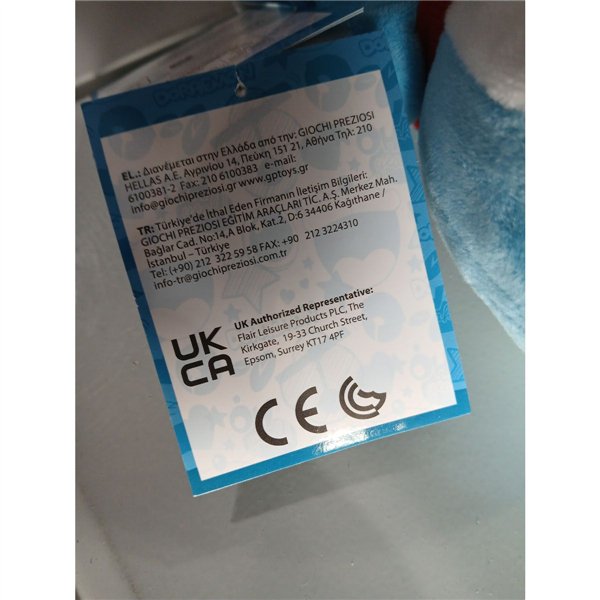 DORAEMON
EL.: Διανέμεται στην Ελλάδα από την: GIOCHI PREZIOSI
HELLAS A.E, Αγρινίου 14, Πεύκη 151 21, Αθήνα Τηλ: 210
6100381-2 Fax: 210 6100383 e-mail:
info@giochipreziosi.gr www.gptoys.gr
TR: Türkiye'de İthal Eden Firmanın İletişim Bilgileri:
GIOCHI PREZIOSI EĞİTİM ARAÇLARI TİC. A.Ş. Merkez Mah.
Bağlar Cad. No:14,A Blok, Kat.2, D:6 34406 Kağıthane /
İstanbul – Türkiye
Tel: (+90) 212 322 59 58 FAX: +90 212 3224310
info-tr@giochipreziosi.com.tr
UK Authorized Representative:
Flair Leisure Products PLC, The
Kirkgate, 19-33 Church Street,
Epsom, Surrey KT17 4PF
UK
CA
CE